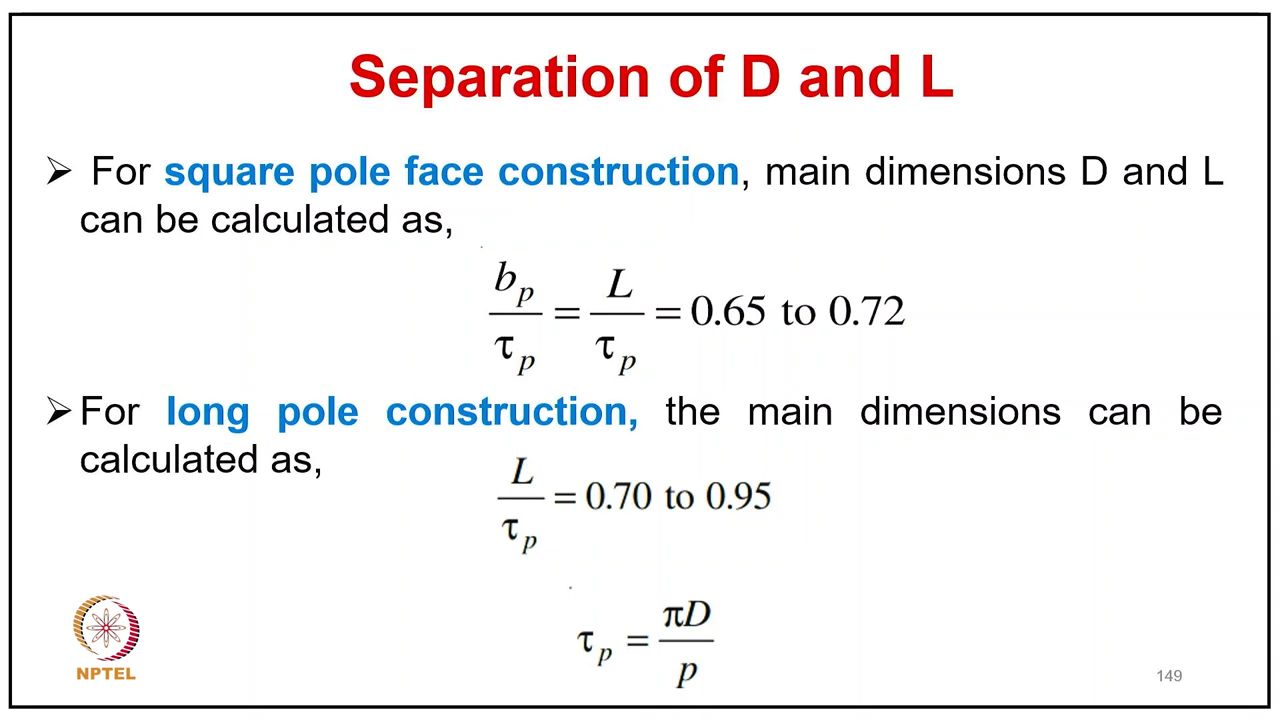 Separation of D and L
➢ For square pole face construction, main dimensions D and L
can be calculated as,
b_p/τ_p = L/τ_p = 0.65 to 0.72
➢ For long pole construction, the main dimensions can be
calculated as,
L/τ_p = 0.70 to 0.95
τ_p = πD/p
NPTEL
149